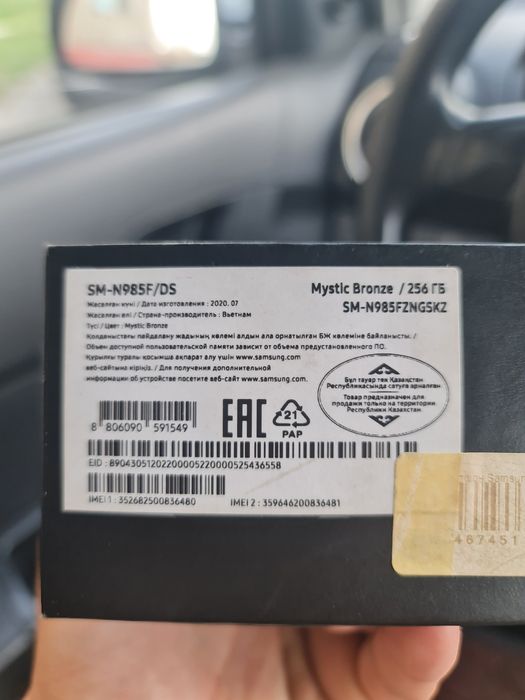 SM-N985F/DS
Mystic Bronze / 256 ГБ
SM-N985FZNGSKZ
Жасалған күні / Дата изготовления : 2020. 07
Жасалған елі / Страна-производитель : Вьетнам
Түсі / Цвет : Mystic Bronze
Қолданыстағы пайдалану жадының көлемі алдын ала орнатылған БЖ көлеміне байланысты. /
Объем доступной пользовательской памяти зависит от объема предустановленного ПО.
Құрылғы туралы қосымша ақпарат алу үшін www.samsung.com
веб-сайтына кіріңіз. / Для получения дополнительной
информации об устройстве посетите веб-сайт www.samsung.com.
Бұл тауар тек Қазақстан
Республикасында сатуға арналған
Товар предназначен для
продажи только на территории
Республики Казахстан.
8 806090 591549
EAC
21
PAP
EID : 89043051202200005220000525436558
IMEI 1 : 352682500836480
IMEI 2 : 359646200836481
467451